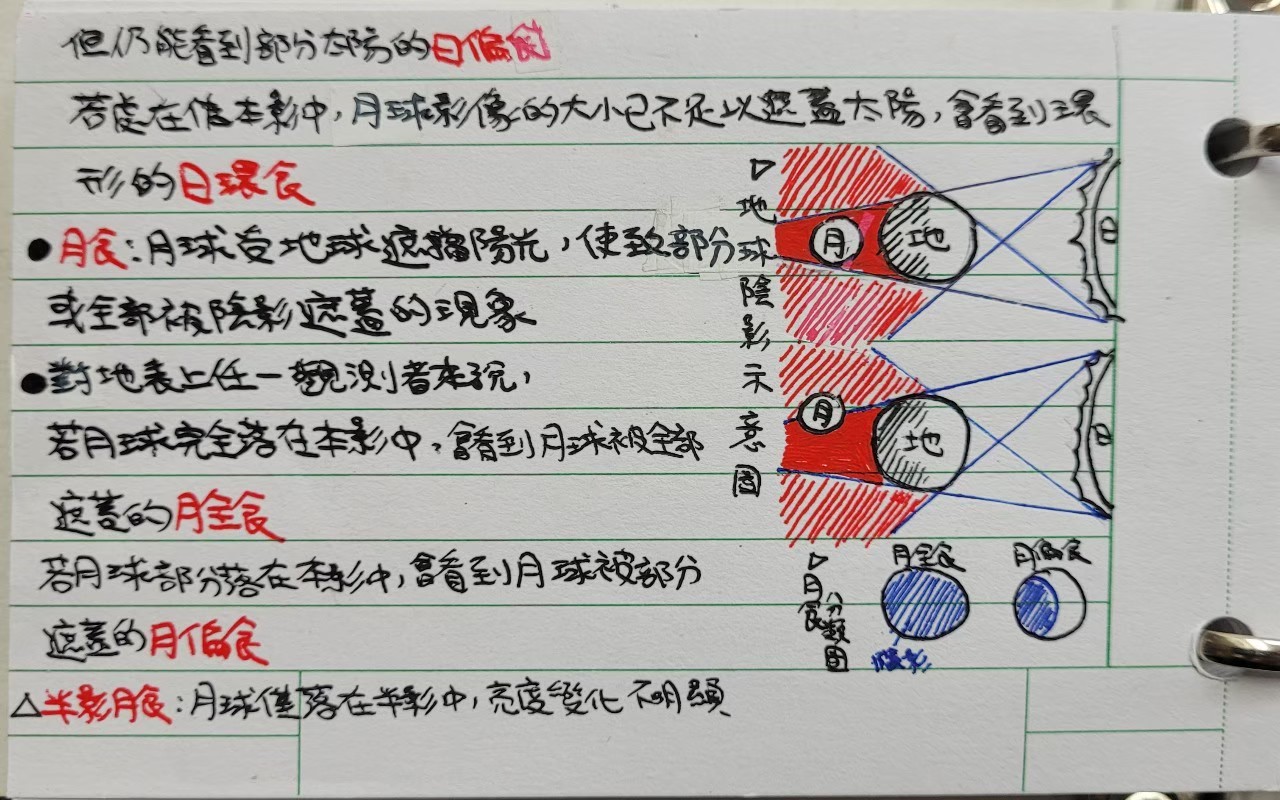 但仍能看到部分太陽的日偏食
若處在偽本影中,月球影像的大小已不足以遮蓋太陽,會看到環
形的日環食
●月食:月球受地球遮擋陽光,使致部分
或全部被陰影遮蓋的現象
●對地表上任一觀測者來說,
若月球完全落在本影中,會看到月球被全部
遮蓋的月全食
若月球部分落在本影中,會看到月球被部分
遮蓋的月偏食
△半影月食:月球僅落在半影中,亮度變化不明顯
▷地球陰影示意圖
月
地
日
月
地
日
▷月食分類圖
月全食
月偏食
陰影